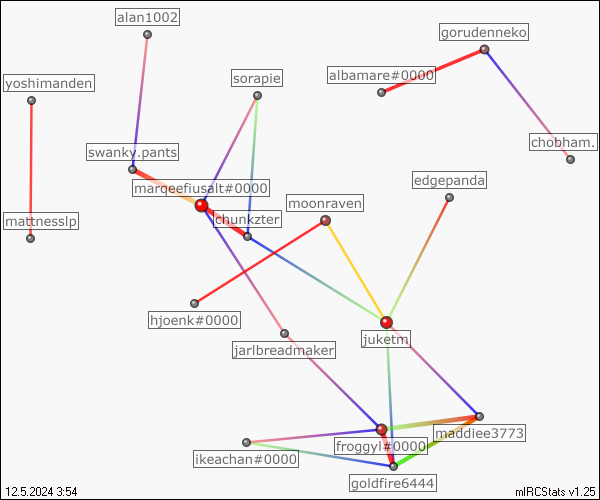 alan1002
gorudenneko
yoshimanden
sorapie
albamare#0000
swanky.pants
chobham.
marqeefiusalt#0000
edgepanda
mattnesslp
chunkzter
moonraven
hjoenk#0000
jarlbreadmaker
juketm
maddiee3773
froggyl#0000
ikeachan#0000
goldfire6444
12.5.2024 3:54
mIRCStats v1.25